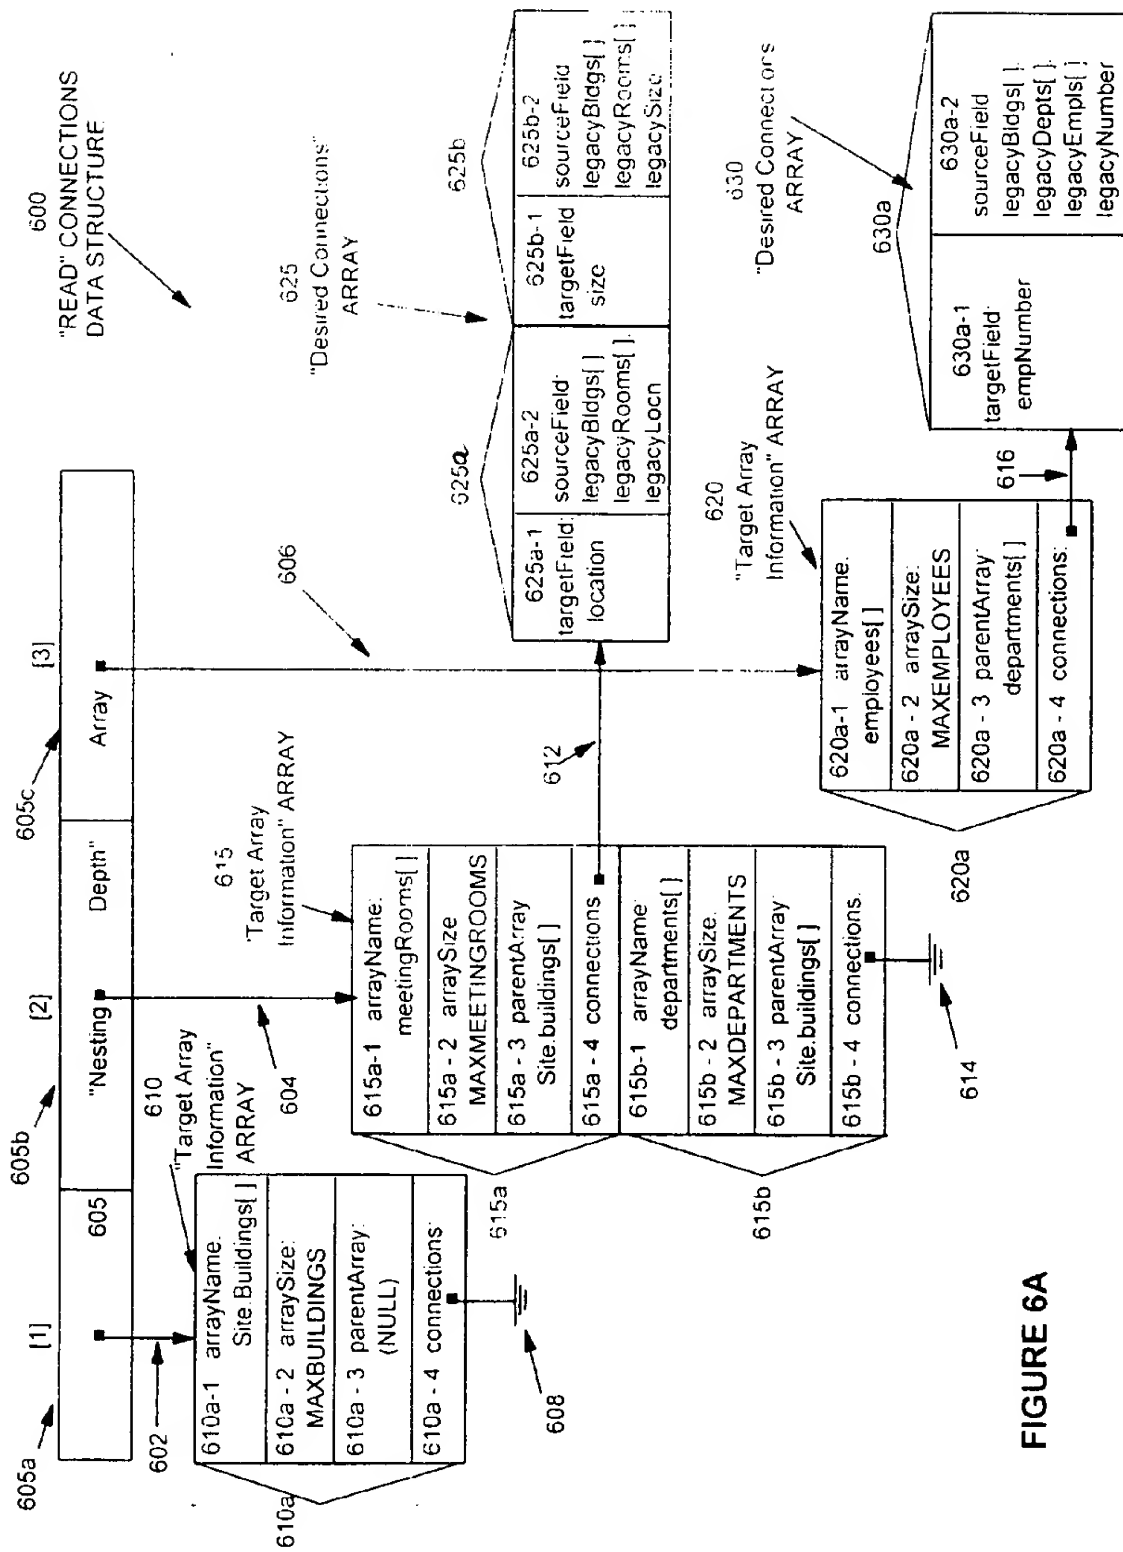 600
"READ" CONNECTIONS
DATA STRUCTURE
605a
[1]
605b
[2]
605c
[3]
605
"Nesting
Depth"
Array
602
604
606
610
"Target Array
Information"
ARRAY
610a-1 arrayName:
Site.Buildings[ ]
610a - 2 arraySize:
MAXBUILDINGS
610a - 3 parentArray:
(NULL)
610a - 4 connections:
610a
608
615
"Target Array
Information" ARRAY
615a-1 arrayName:
meetingRooms[ ]
615a - 2 arraySize
MAXMEETINGROOMS
615a - 3 parentArray
Site.buildings[ ]
615a - 4 connections
615b-1 arrayName:
departments[ ]
615b - 2 arraySize:
MAXDEPARTMENTS
615b - 3 parentArray:
Site.buildings[ ]
615b - 4 connections:
615a
615b
614
612
625
"Desired Connections"
ARRAY
625a
625b
625a-1
targetField:
location
625a-2
sourceField:
legacyBldgs[ ]
legacyRooms[ ].
legacyLocn
625b-1
targetField
size
625b-2
sourceField
legacyBldgs[ ]
legacyRooms[ ]
legacySize
620
"Target Array
Information" ARRAY
620a-1 arrayName:
employees[ ]
620a - 2 arraySize:
MAXEMPLOYEES
620a - 3 parentArray
departments[ ]
620a - 4 connections:
620a
616
630
"Desired Connections
ARRAY
630a
630a-1
targetField:
empNumber
630a-2
sourceField
legacyBldgs[ ].
legacyDepts[ ].
legacyEmpls[ ]
legacyNumber
FIGURE 6A